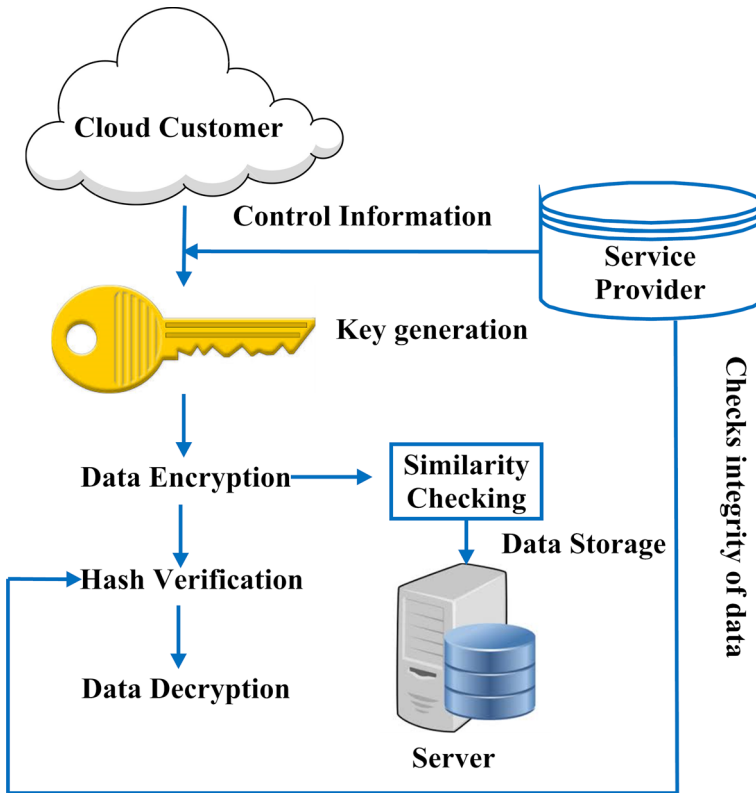 Cloud Customer
Control Information
Service
Provider
Key generation
Checks integrity of data
Data Encryption
Similarity
Checking
Data Storage
Hash Verification
Data Decryption
Server